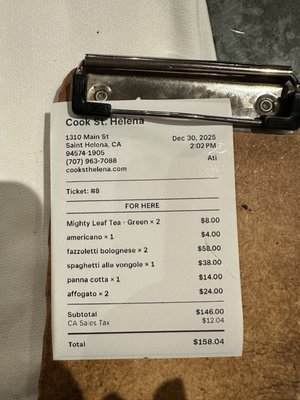 Cook St. Helena
1310 Main St
Saint Helena, CA
94574-1905
(707) 963-7088
cooksthelena.com
Dec 30, 2025
2:02 PM
Ati
Ticket: #8
FOR HERE
Mighty Leaf Tea - Green × 2 $8.00
americano × 1 $4.00
fazzoletti bolognese × 2 $58.00
spaghetti alle vongole × 1 $38.00
panna cotta × 1 $14.00
affogato × 2 $24.00
Subtotal $146.00
CA Sales Tax $12.04
Total $158.04